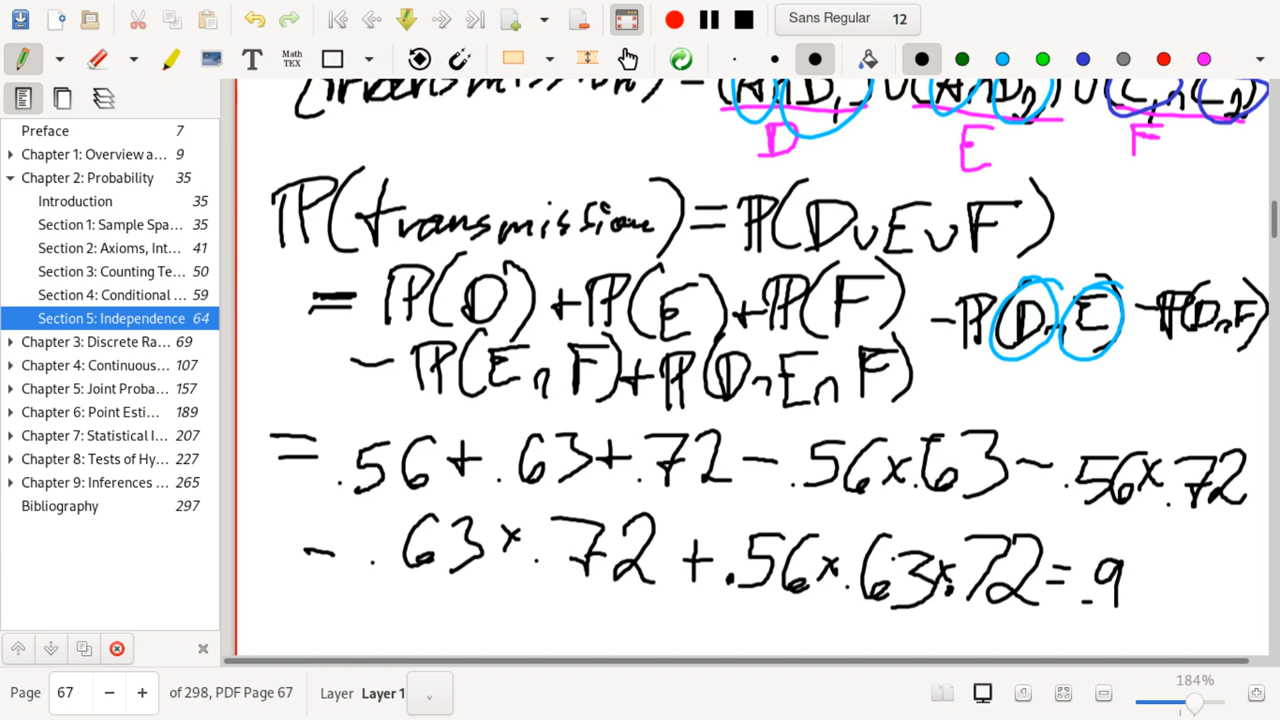 Sans Regular 12
Math TEX
Preface 7
Chapter 1: Overview a... 9
Chapter 2: Probability 35
Introduction 35
Section 1: Sample Spa... 35
Section 2: Axioms, Int... 41
Section 3: Counting Te... 50
Section 4: Conditional ... 59
Section 5: Independence 64
Chapter 3: Discrete Ra... 69
Chapter 4: Continuous... 107
Chapter 5: Joint Proba... 157
Chapter 6: Point Esti... 189
Chapter 7: Statistical I... 207
Chapter 8: Tests of Hy... 227
Chapter 9: Inferences ... 265
Bibliography 297
D E F
ℙ(transmission) = ℙ(D∪E∪F)
= ℙ(D) + ℙ(E) + ℙ(F) - ℙ(D∩E) - ℙ(D∩F)
- ℙ(E∩F) + ℙ(D∩E∩F)
= .56 + .63 + .72 - .56×.63 - .56×.72
- .63×.72 + .56×.63×.72 = .9
Page 67 of 298, PDF Page 67 Layer Layer 1 184%